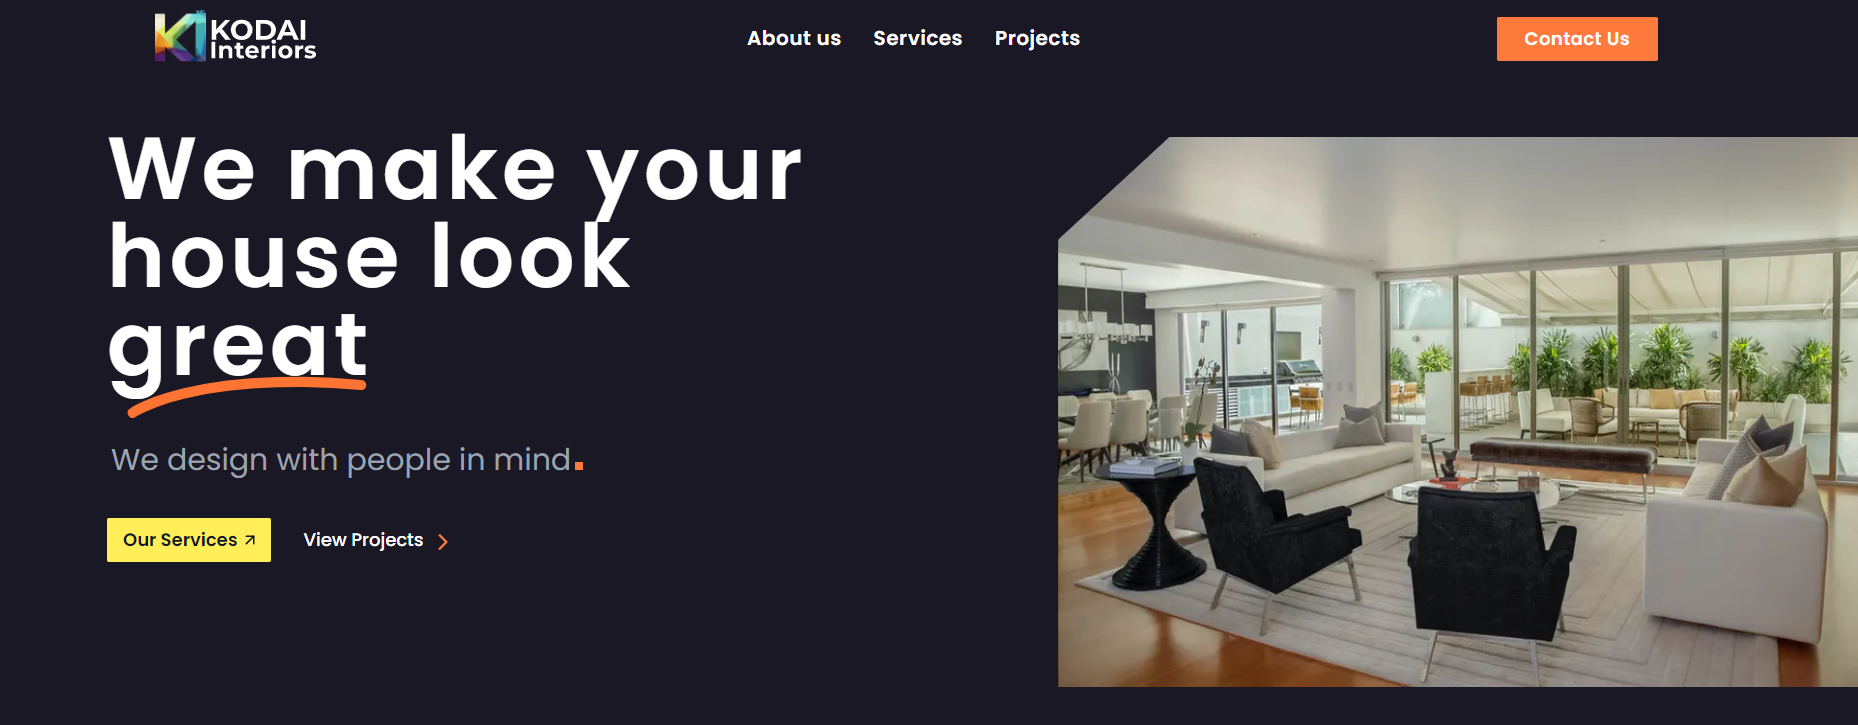 KODAI
Interiors
About us
Services
Projects
Contact Us
We make your
house look
great
We design with people in mind.
Our Services
View Projects